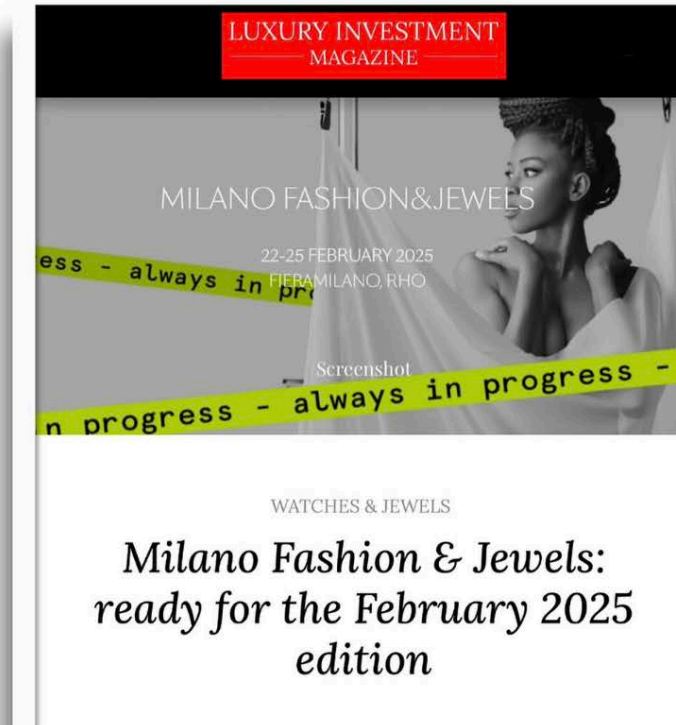 LUXURY INVESTMENT
MAGAZINE
MILANO FASHION&JEWELS
22-25 FEBRUARY 2025
FIERAMILANO, RHO
ess - always in pro
Screenshot
n progress - always in progress -
WATCHES & JEWELS
Milano Fashion & Jewels:
ready for the February 2025
edition